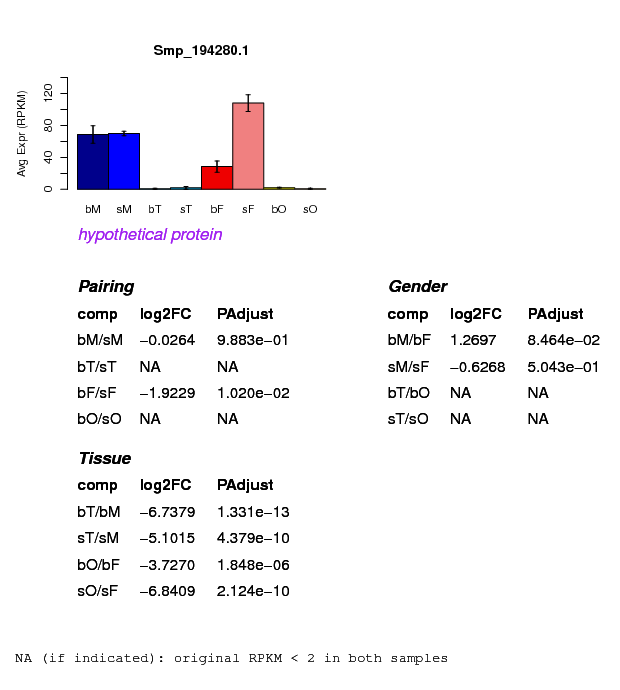 Smp_194280.1
Avg Expr (RPKM)
0 40 80 120
bM sM bT sT bF sF bO sO
hypothetical protein
Pairing
comp log2FC PAdjust
bM/sM −0.0264 9.883e−01
bT/sT NA NA
bF/sF −1.9229 1.020e−02
bO/sO NA NA
Gender
comp log2FC PAdjust
bM/bF 1.2697 8.464e−02
sM/sF −0.6268 5.043e−01
bT/bO NA NA
sT/sO NA NA
Tissue
comp log2FC PAdjust
bT/bM −6.7379 1.331e−13
sT/sM −5.1015 4.379e−10
bO/bF −3.7270 1.848e−06
sO/sF −6.8409 2.124e−10
NA (if indicated): original RPKM < 2 in both samples